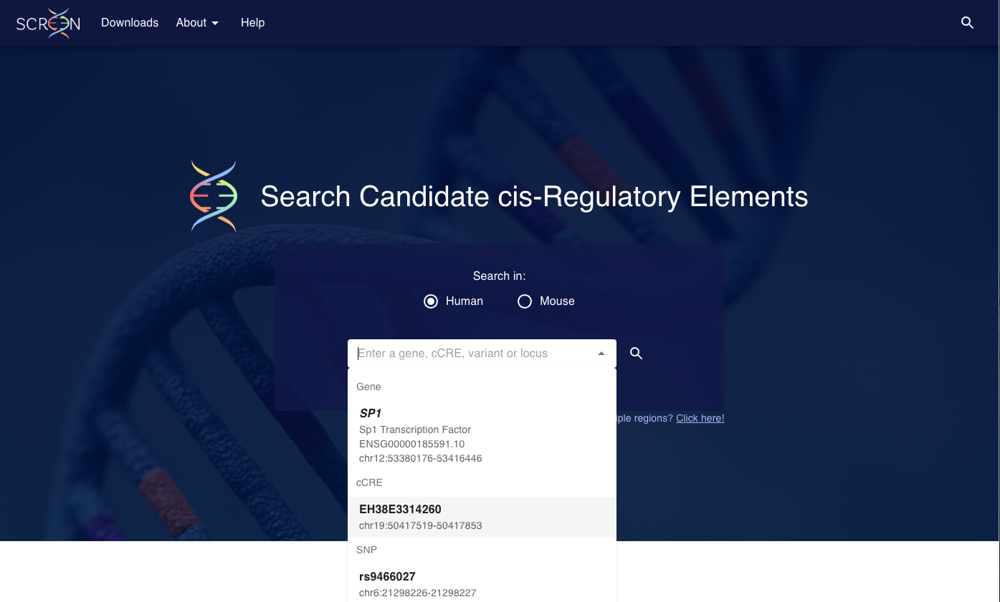 SCREEN
Downloads
About
Help
Search Candidate cis-Regulatory Elements
Search in:
Human
Mouse
Enter a gene, cCRE, variant or locus
Gene
SP1
Sp1 Transcription Factor
ENSG00000185591.10
chr12:53380176-53416446
cCRE
EH38E3314260
chr19:50417519-50417853
SNP
rs9466027
chr6:21298226-21298227
regions? Click here!